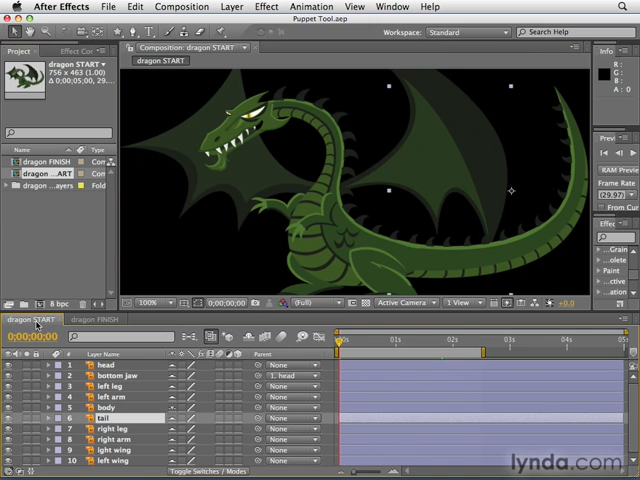 After Effects File Edit Composition Layer Effect Animation View Window Help
Puppet Tool.aep
Workspace: Standard Search Help
Project Effect Cor
Composition: dragon START
Info
dragon START
756 x 463 (1.00)
Δ 0;00;05;00, 29....
dragon START
R :
G :
B :
A : 0
Name Type
dragon FINISH Com
dragon ...ART Com
dragon ...ayers Fold
Previ
RAM Preview
Frame Rate
(29.97)
From Cur
Effec
Grain
olete
Paint
ctive
ation
8 bpc
100% 0;00;00;00 (Full) Active Camera 1 View +0.0
dragon START dragon FINISH
0;00;00;00
# Layer Name Parent
01s 02s 03s 04s 05s
1 head None
2 bottom jaw 1. head
3 left leg None
4 left arm None
5 body None
6 tail None
7 right leg None
8 right arm None
9 ight wing None
10 left wing None
Toggle Switches / Modes
lynda.com